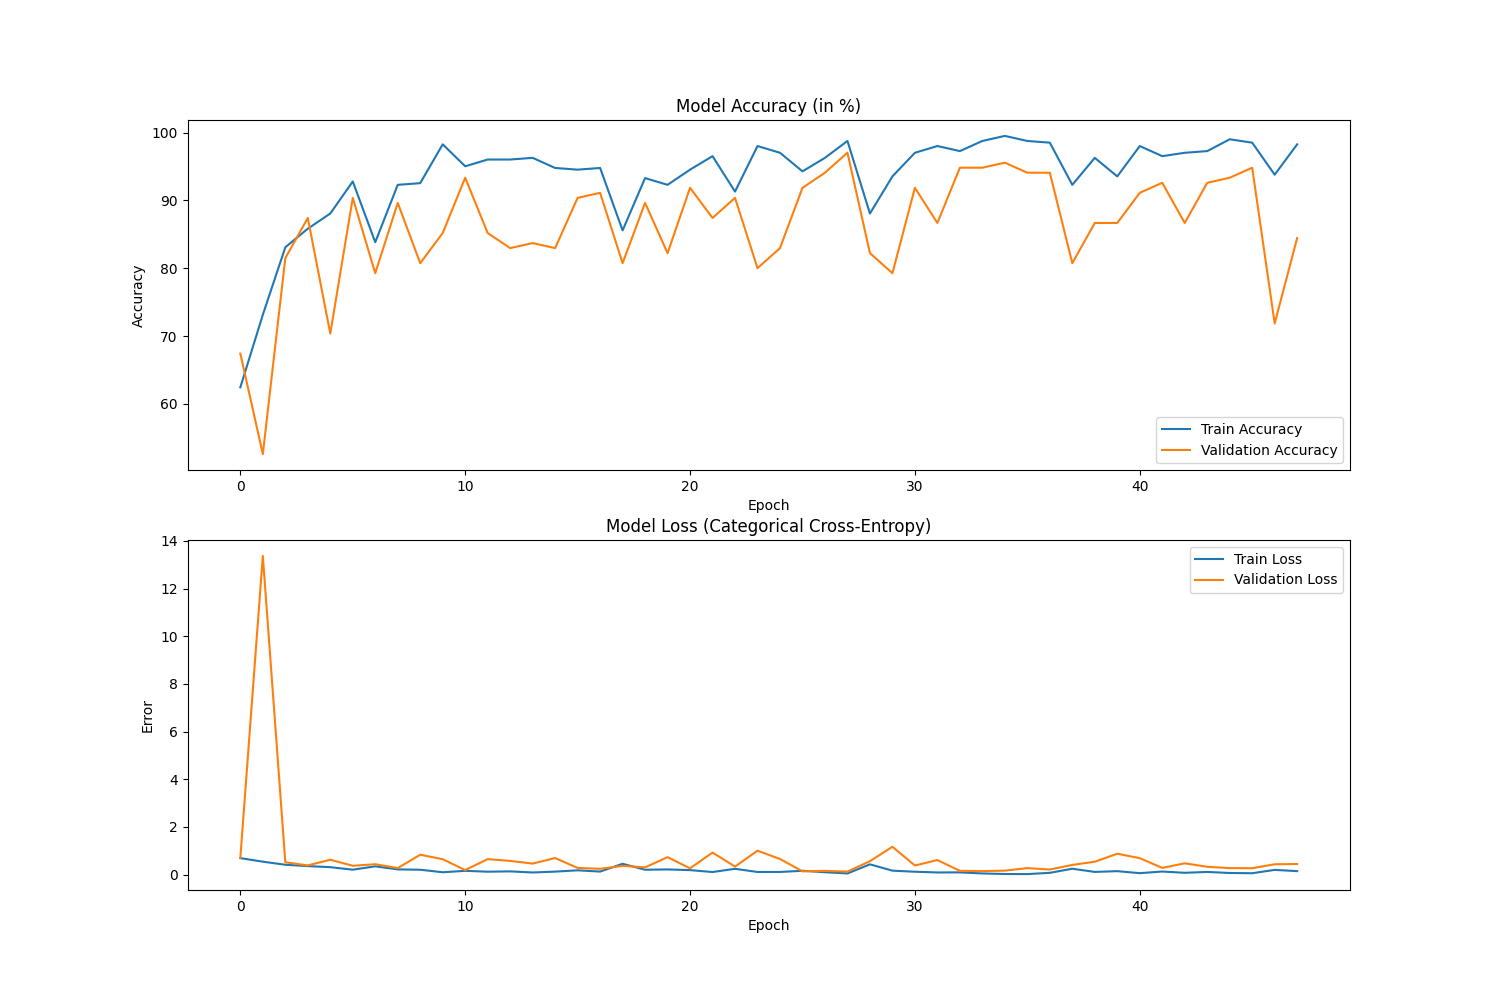 Model Accuracy (in %)
100
90
80
70
60
Accuracy
Train Accuracy
Validation Accuracy
0 10 20 30 40
Epoch
Model Loss (Categorical Cross-Entropy)
14
12
10
8
6
4
2
0
Error
Train Loss
Validation Loss
0 10 20 30 40
Epoch